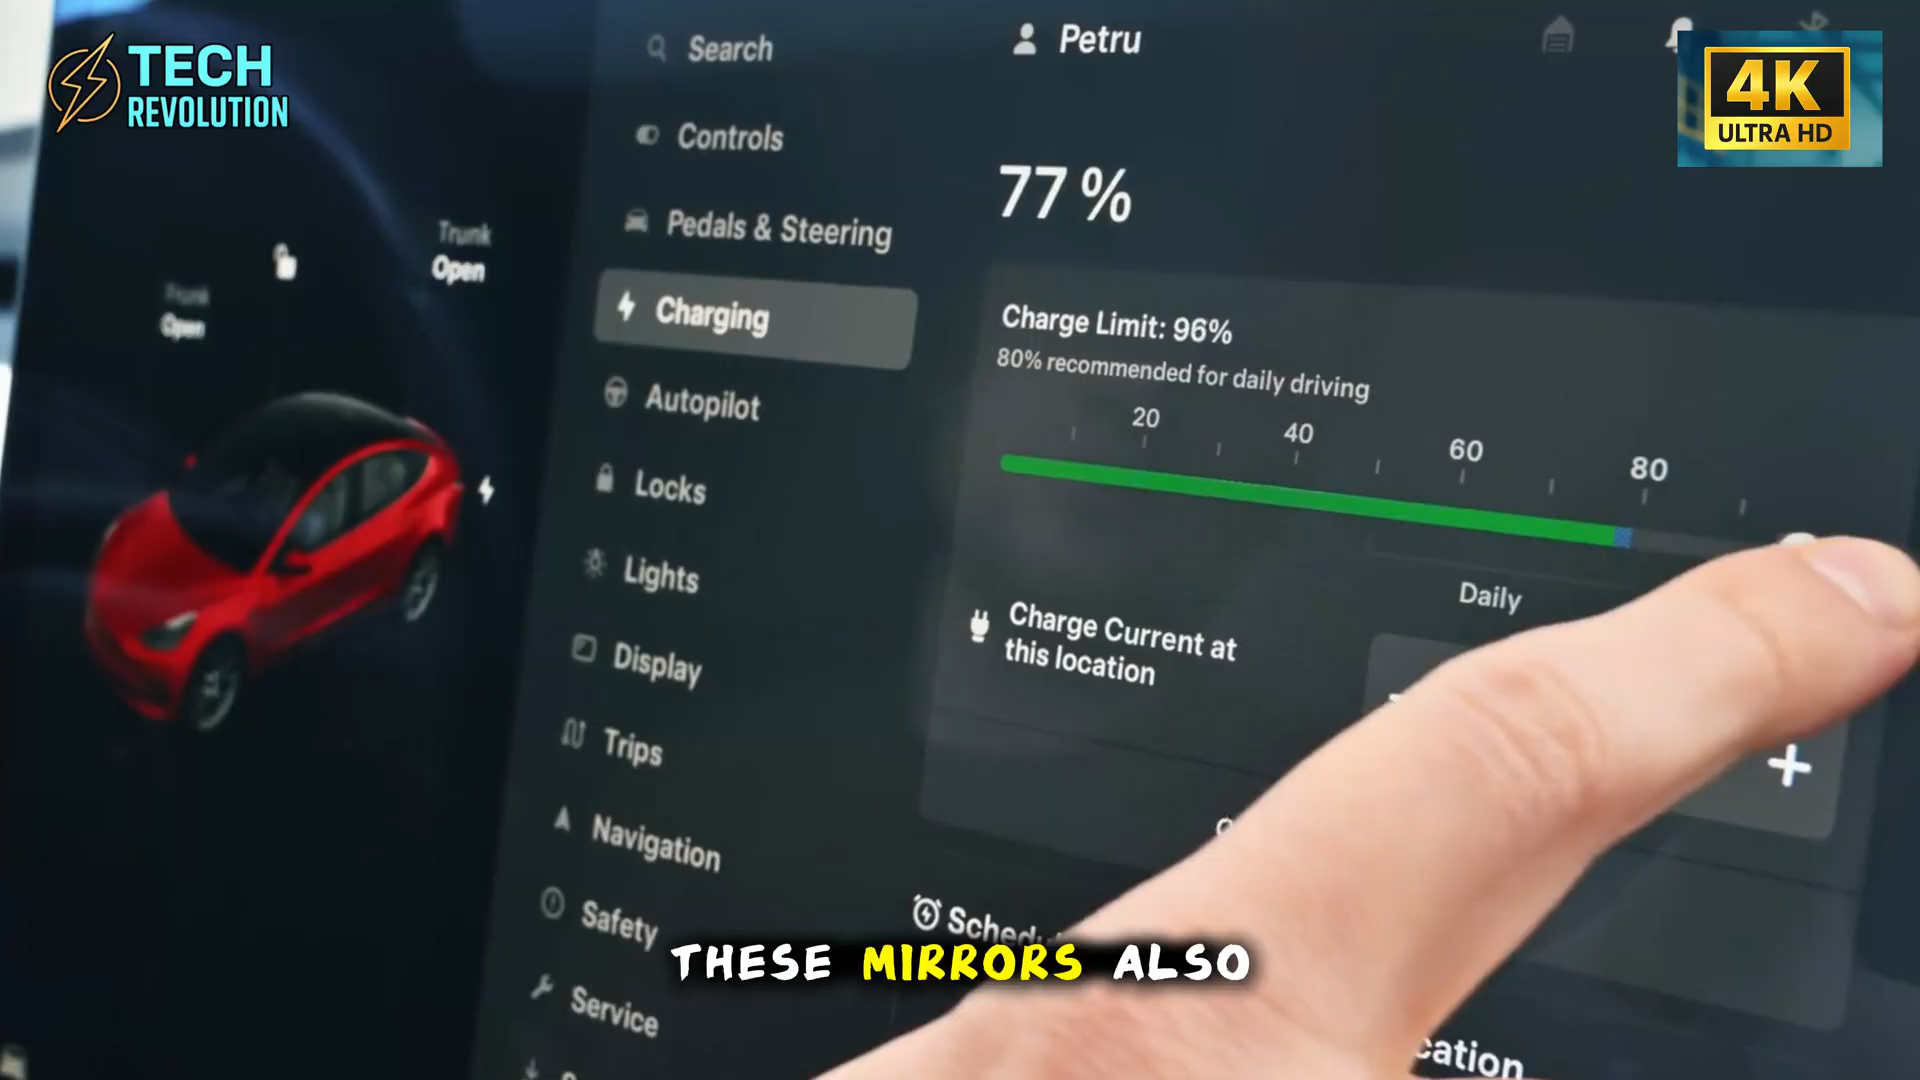 TECH
REVOLUTION
4K
ULTRA HD
Search
Controls
Pedals & Steering
Charging
Autopilot
Locks
Lights
Display
Trips
Navigation
Safety
Service
Trunk
Open
Frunk
Open
Petru
77 %
Charge Limit: 96%
80% recommended for daily driving
20 40 60 80
Daily
Charge Current at
this location
THESE MIRRORS ALSO